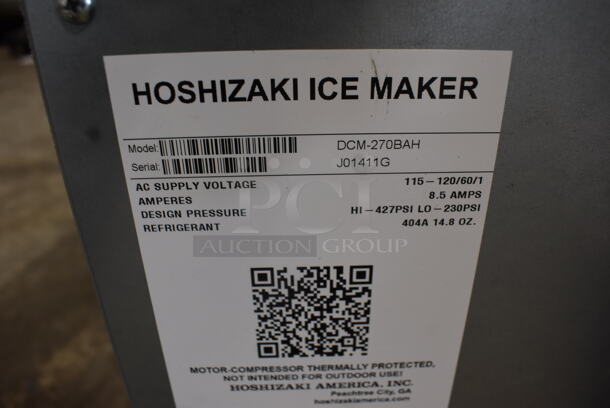 HOSHIZAKI ICE MAKER
Model: DCM-270BAH
Serial: J01411G
AC SUPPLY VOLTAGE 115-120/60/1
AMPERES 8.5 AMPS
DESIGN PRESSURE HI-427PSI LO-230PSI
REFRIGERANT 404A 14.8 OZ.
PCI
AUCTION GROUP
MOTOR-COMPRESSOR THERMALLY PROTECTED,
NOT INTENDED FOR OUTDOOR USE!
HOSHIZAKI AMERICA, INC.
Peachtree City, GA
hoshizakiamerica.com